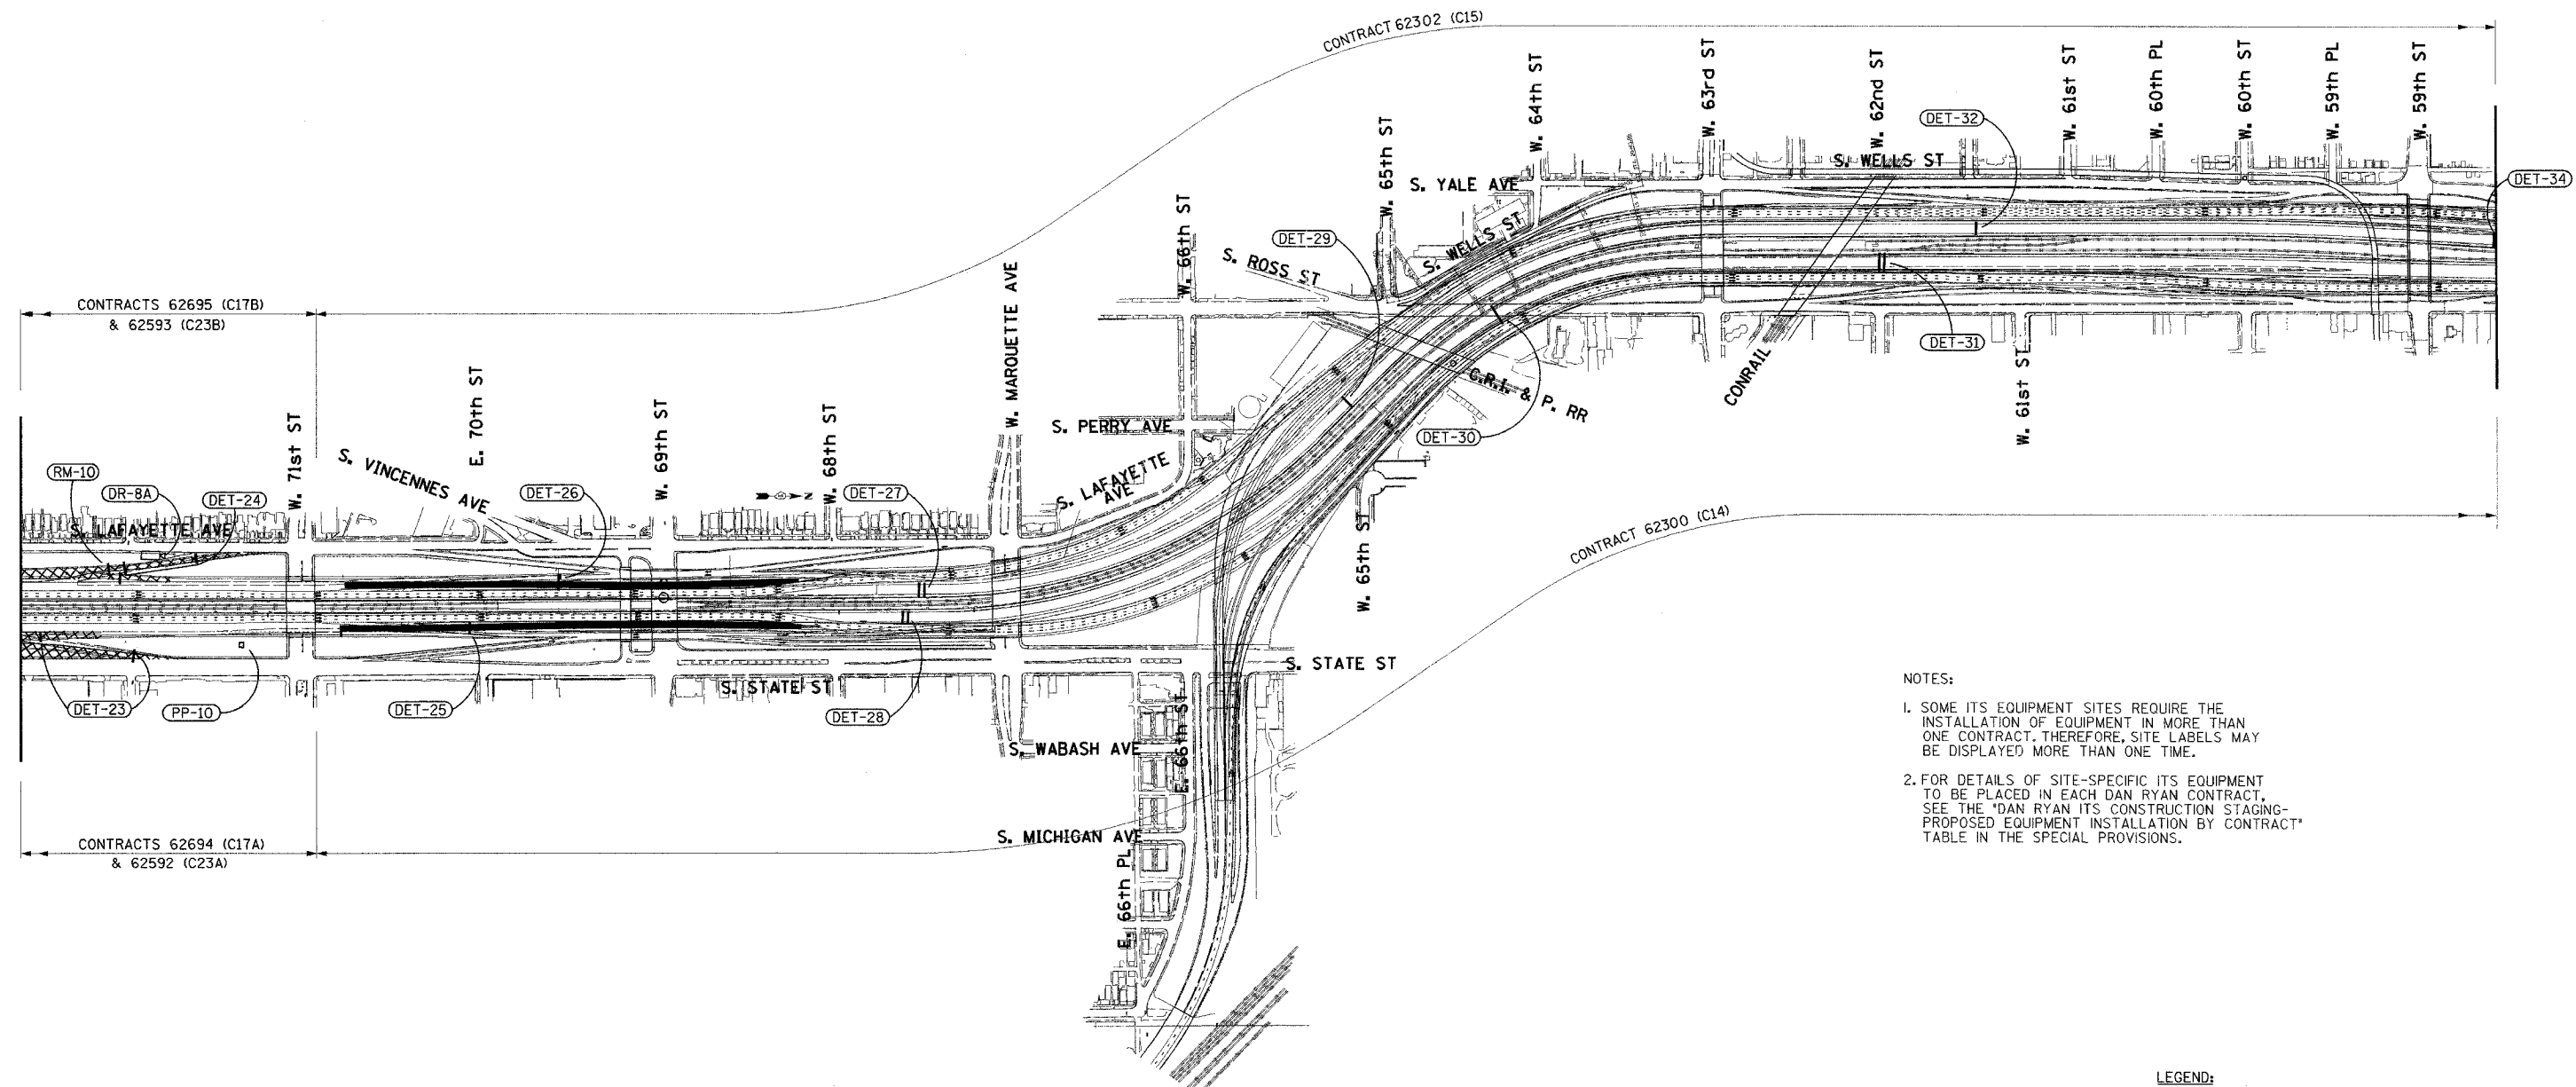 CONTRACT 62302 (C15)
W. 64th ST
W. 63rd ST
W. 62nd ST
W. 61st ST
W. 60th PL
W. 60th ST
W. 59th PL
W. 59th ST
DET-32
W. 65th ST
S. WELLS ST
S. YALE AVE
DET-34
W. 66th ST
DET-29
S. WELLS ST
S. ROSS ST
W. MARQUETTE AVE
CONTRACTS 62695 (C17B)
& 62593 (C23B)
DET-31
CONRAIL
W. 61st ST
C.R.I. & P. RR
DET-30
E. 70th ST
W. 71st ST
W. 69th ST
W. 68th ST
S. PERRY AVE
S. VINCENNES AVE
S. LAFAYETTE
AVE
RM-10
DR-8A
DET-24
DET-26
N
DET-27
S. LAFAYETTE AVE
CONTRACT 62300 (C14)
W. 65th ST
S. STATE ST
S. STATE ST
DET-23
PP-10
DET-25
DET-28
E. 66th ST
S. WABASH AVE
S. MICHIGAN AVE
E. 66th PL
CONTRACTS 62694 (C17A)
& 62592 (C23A)
NOTES:
1. SOME ITS EQUIPMENT SITES REQUIRE THE
INSTALLATION OF EQUIPMENT IN MORE THAN
ONE CONTRACT. THEREFORE, SITE LABELS MAY
BE DISPLAYED MORE THAN ONE TIME.
2. FOR DETAILS OF SITE-SPECIFIC ITS EQUIPMENT
TO BE PLACED IN EACH DAN RYAN CONTRACT,
SEE THE "DAN RYAN ITS CONSTRUCTION STAGING-
PROPOSED EQUIPMENT INSTALLATION BY CONTRACT"
TABLE IN THE SPECIAL PROVISIONS.
LEGEND: